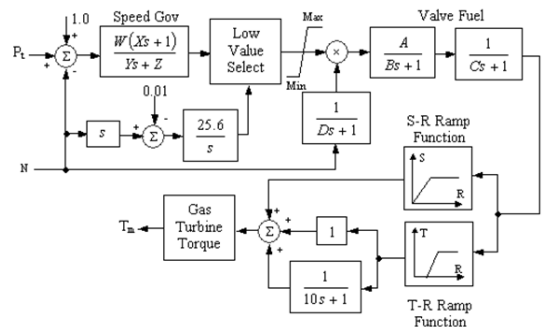 Speed Gov
1.0
Pt
+
+
-
Σ
W(Xs + 1)
Ys + Z
Low
Value
Select
Max
Min
×
Valve Fuel
A
Bs + 1
1
Cs + 1
0.01
s
+
-
Σ
25.6
s
1
Ds + 1
N
S-R Ramp
Function
S
R
Tm
Gas
Turbine
Torque
+
+
+
Σ
1
1
10s + 1
T
R
T-R Ramp
Function